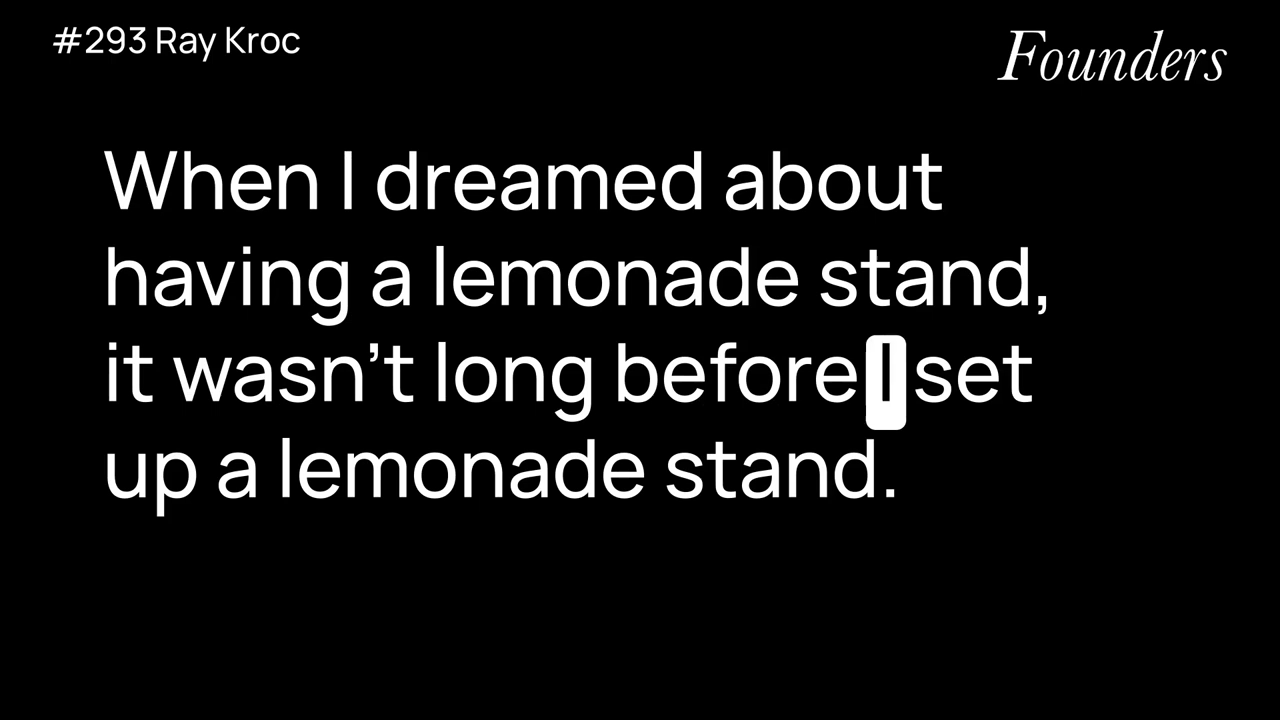 #293 Ray Kroc
Founders
When I dreamed about
having a lemonade stand,
it wasn’t long before I set
up a lemonade stand.